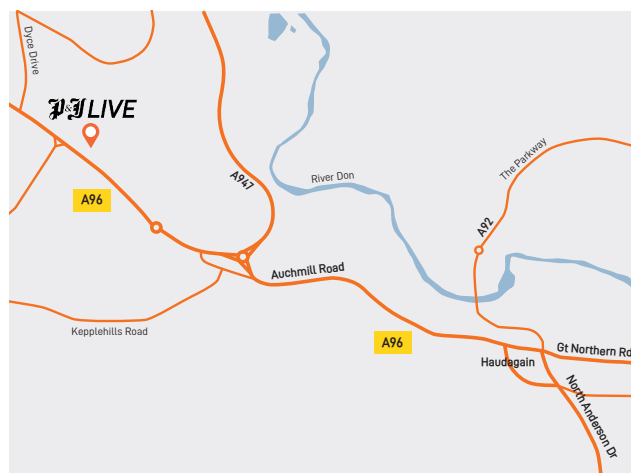 Dyce Drive
P&J LIVE
A96
A947
River Don
The Parkway
A92
Auchmill Road
Kepplehills Road
A96
Gt Northern Rd
Haudagain
North Anderson Dr